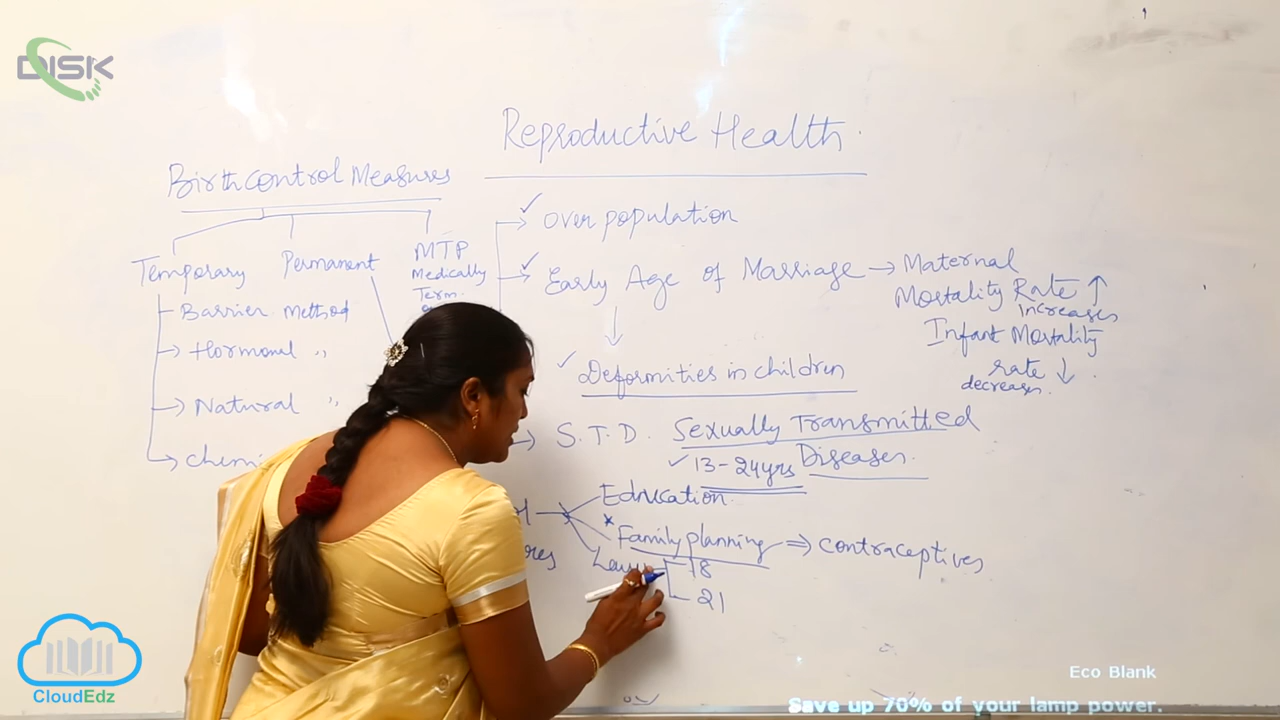 DISK
Reproductive Health.
Birth control Measures
Temporary
Permanent
MTP
Medically
Term.
Barrier Method
Hormonal "
Natural "
chemi
over population
Early Age of Marriage → Maternal
Mortality Rate ↑
increases
Infant Mortality
rate ↓
decreases.
Deformities in children
S.T.D. Sexually Transmitted
13-24yrs Diseases.
Education
* Family planning ⇒ contraceptives
18
21
CloudEdz
Eco Blank
Save up 70% of your lamp power.